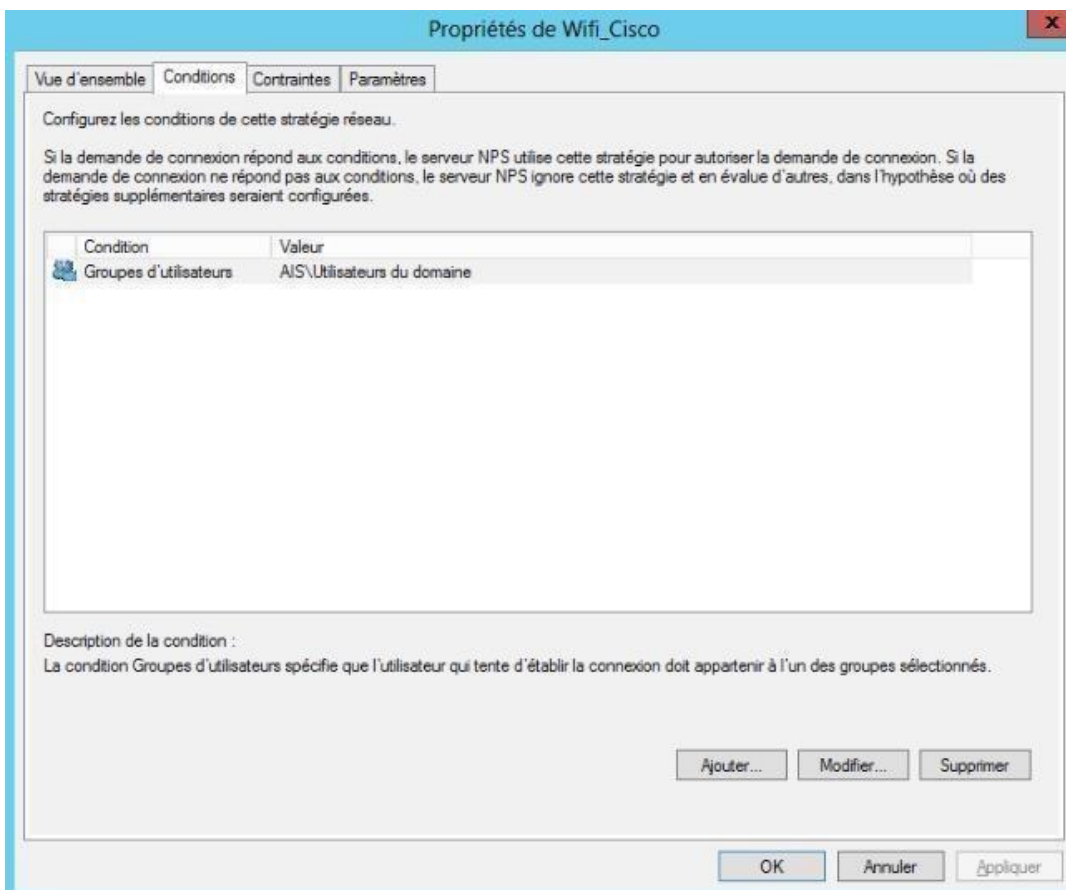 Propriétés de Wifi_Cisco
x
Vue d'ensemble Conditions Contraintes Paramètres
Configurez les conditions de cette stratégie réseau.
Si la demande de connexion répond aux conditions, le serveur NPS utilise cette stratégie pour autoriser la demande de connexion. Si la
demande de connexion ne répond pas aux conditions, le serveur NPS ignore cette stratégie et en évalue d'autres, dans l'hypothèse où des
stratégies supplémentaires seraient configurées.
Condition Valeur
Groupes d'utilisateurs AIS\Utilisateurs du domaine
Description de la condition :
La condition Groupes d'utilisateurs spécifie que l'utilisateur qui tente d'établir la connexion doit appartenir à l'un des groupes sélectionnés.
Ajouter... Modifier... Supprimer
OK Annuler Appliquer